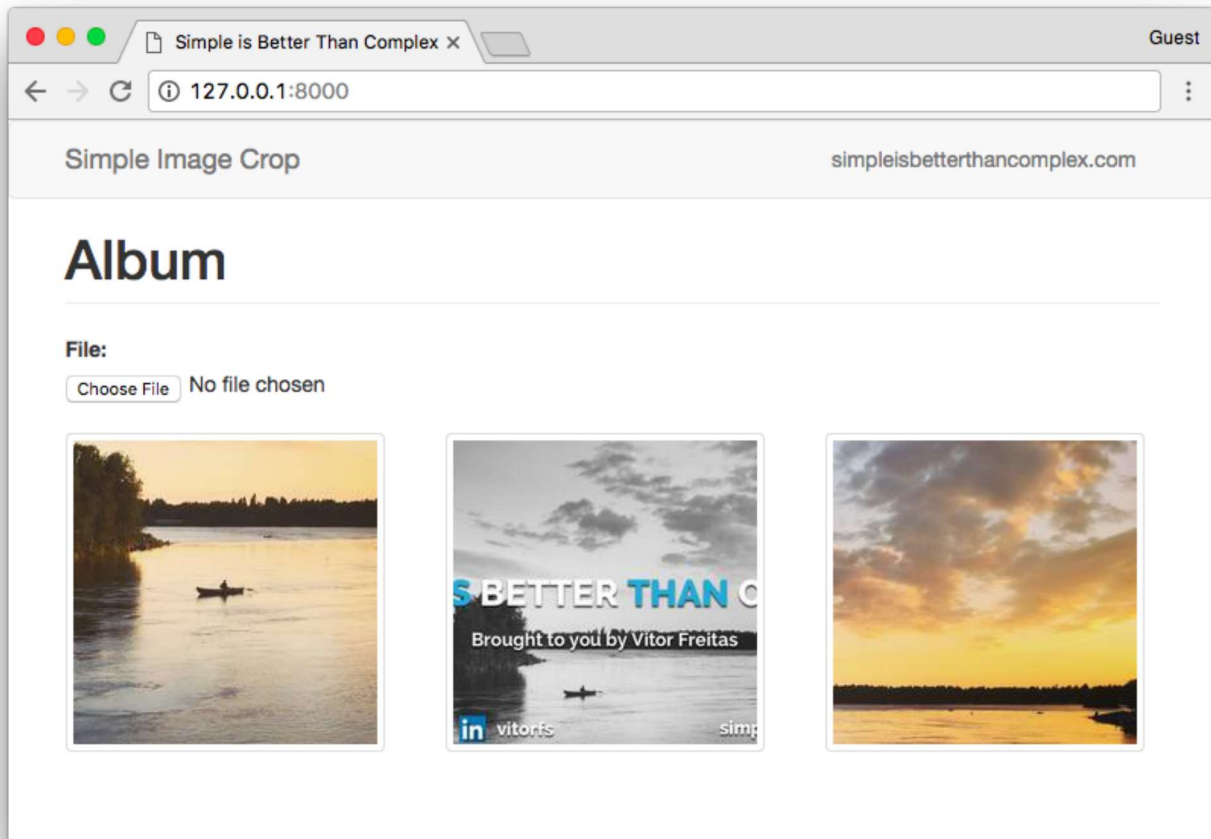 Simple is Better Than Complex
Guest
127.0.0.1:8000
Simple Image Crop
simpleisbetterthancomplex.com
Album
File:
Choose File No file chosen
S BETTER THAN C
Brought to you by Vitor Freitas
in vitorfs
simp